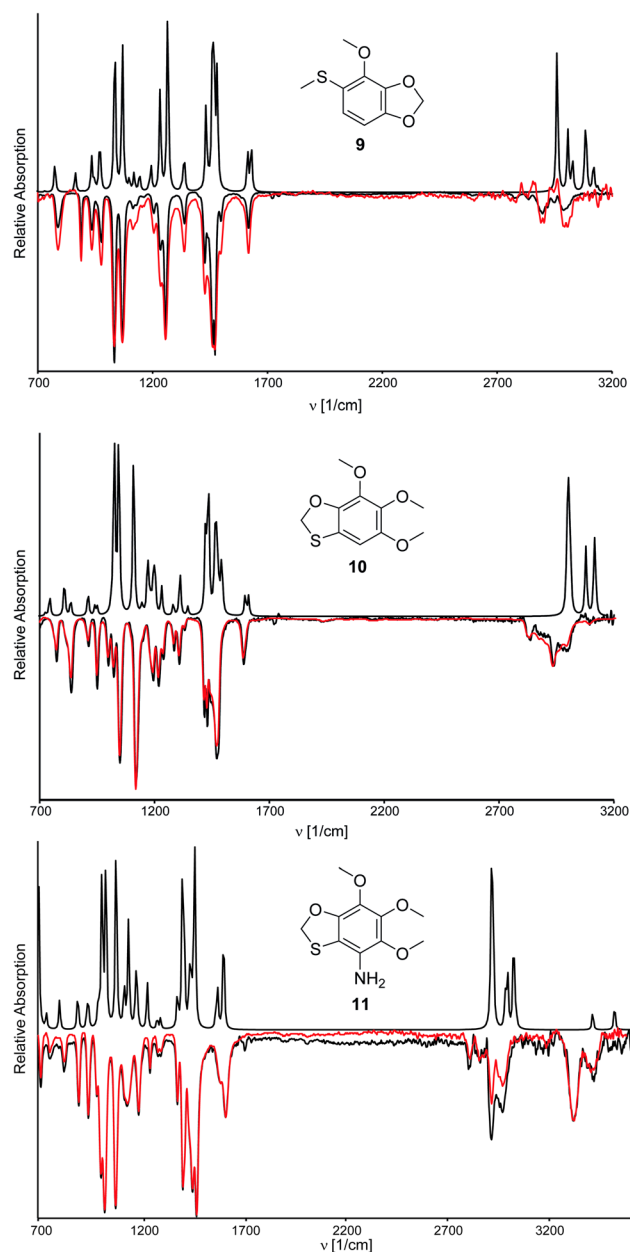 Relative Absorption
O
S
O
O
9
700 1200 1700 2200 2700 3200
ν [1/cm]
Relative Absorption
O
O
O
S
O
10
700 1200 1700 2200 2700 3200
ν [1/cm]
Relative Absorption
O
O
O
S
O
NH₂
11
700 1200 1700 2200 2700 3200
ν [1/cm]